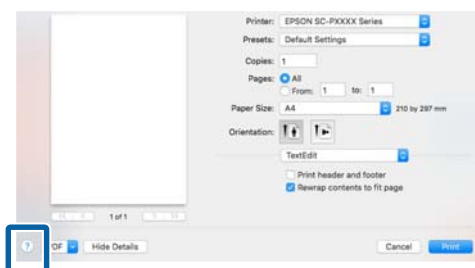 Printer: EPSON SC-PXXXX Series
Presets: Default Settings
Copies: 1
Pages: All
From: 1 to: 1
Paper Size: A4 210 by 297 mm
Orientation:
TextEdit
Print header and footer
Rewrap contents to fit page
1 of 1
? DF Hide Details Cancel Print